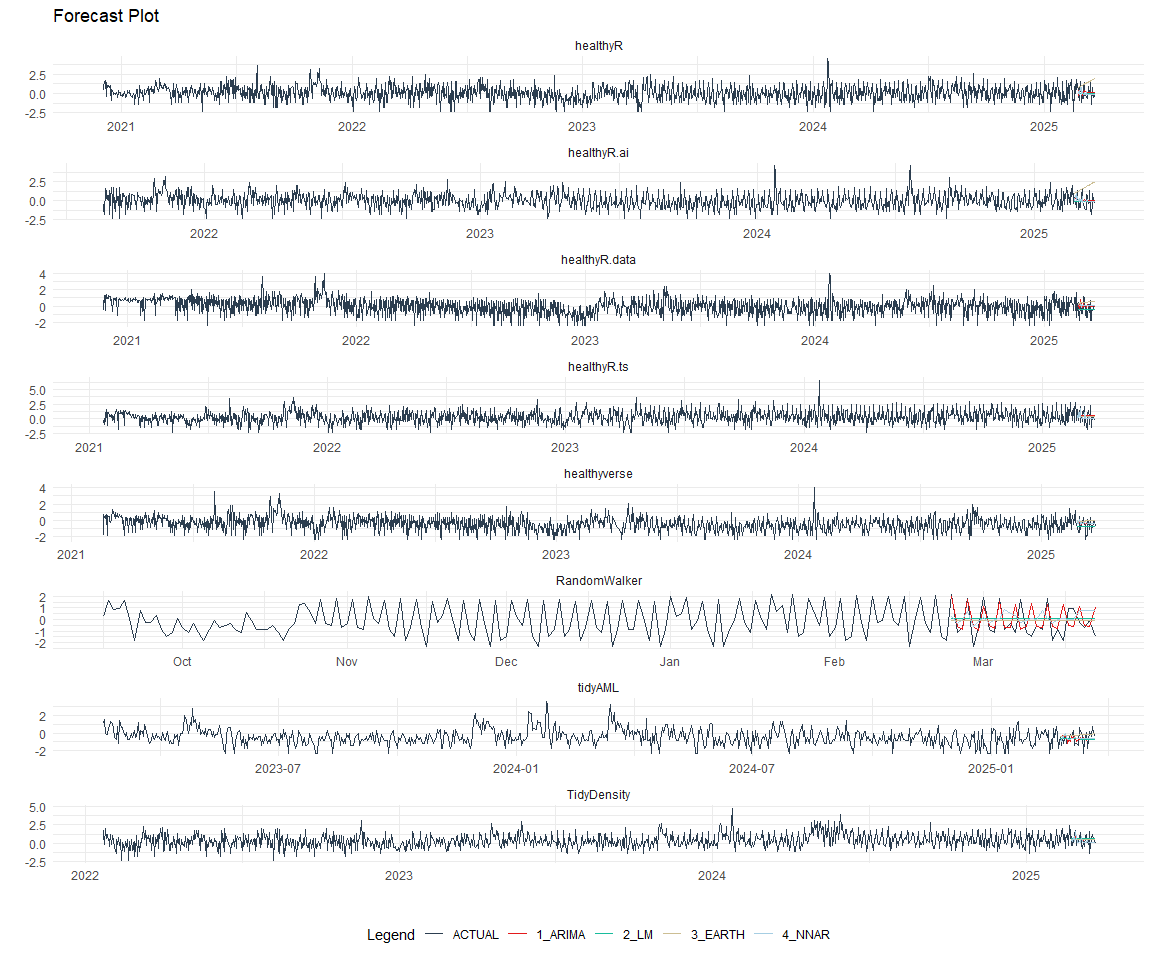 Forecast Plot
healthyR
2.5
0.0
-2.5
2021 2022 2023 2024 2025
healthyR.ai
2.5
0.0
-2.5
2022 2023 2024 2025
healthyR.data
4
2
0
-2
2021 2022 2023 2024 2025
healthyR.ts
5.0
2.5
0.0
-2.5
2021 2022 2023 2024 2025
healthyverse
4
2
0
-2
2021 2022 2023 2024 2025
RandomWalker
2
1
0
-1
-2
Oct Nov Dec Jan Feb Mar
tidyAML
2
0
-2
2023-07 2024-01 2024-07 2025-01
TidyDensity
5.0
2.5
0.0
-2.5
2022 2023 2024 2025
Legend ACTUAL 1_ARIMA 2_LM 3_EARTH 4_NNAR